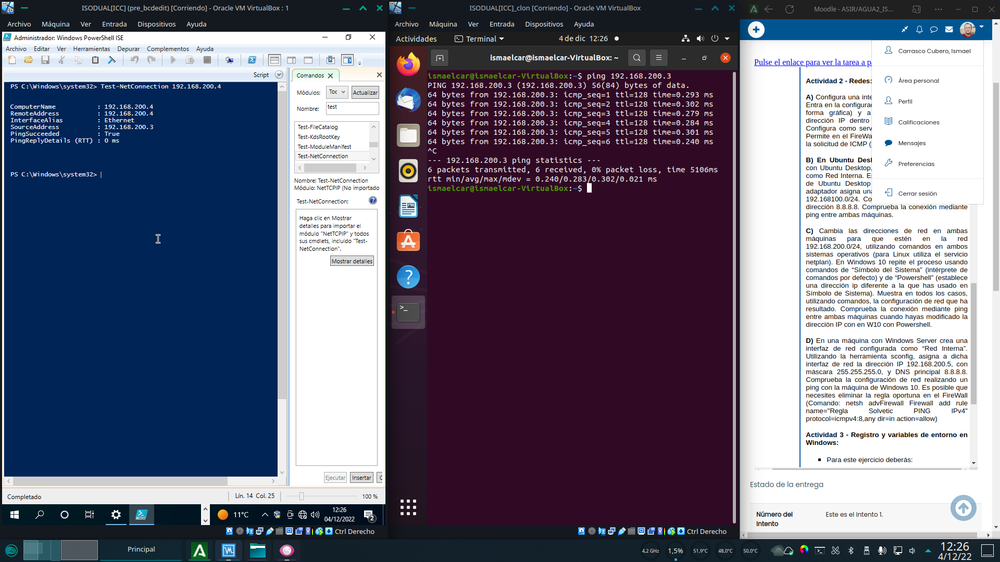 ISODUAL[ICC] (pre_bcdedit) [Corriendo] - Oracle VM VirtualBox : 1
Archivo Máquina Ver Entrada Dispositivos Ayuda
Administrador: Windows PowerShell ISE
Archivo Editar Ver Herramientas Depurar Complementos Ayuda
Script
PS C:\Windows\system32> Test-NetConnection 192.168.200.4
ComputerName : 192.168.200.4
RemoteAddress : 192.168.200.4
InterfaceAlias : Ethernet
SourceAddress : 192.168.200.3
PingSucceeded : True
PingReplyDetails (RTT) : 0 ms
PS C:\Windows\system32>
Comandos
Módulos: Toc Actualizar
Nombre: test
Test-FileCatalog
Test-KdsRootKey
Test-ModuleManifest
Test-NetConnection
Nombre: Test-NetConnection
Módulo: NetTCPIP (No importado
Test-NetConnection:
Haga clic en Mostrar
detalles para importar el
módulo "NetTCPIP" y todos
sus cmdlets, incluido "Test-
NetConnection".
Mostrar detalles
Ejecutar Insertar C
Completado Lín. 14 Col. 25 100 %
11°C
12:26
04/12/2022
2
Ctrl Derecho
ISODUAL[ICC]_clon [Corriendo] - Oracle VM VirtualBox
Archivo Máquina Ver Entrada Dispositivos Ayuda
Actividades Terminal 4 de dic 12:26
ismaelcar@ismaelcar-VirtualBox: ~
ismaelcar@ismaelcar-VirtualBox:~$ ping 192.168.200.3
PING 192.168.200.3 (192.168.200.3) 56(84) bytes of data.
64 bytes from 192.168.200.3: icmp_seq=1 ttl=128 time=0.293 ms
64 bytes from 192.168.200.3: icmp_seq=2 ttl=128 time=0.302 ms
64 bytes from 192.168.200.3: icmp_seq=3 ttl=128 time=0.279 ms
64 bytes from 192.168.200.3: icmp_seq=4 ttl=128 time=0.284 ms
64 bytes from 192.168.200.3: icmp_seq=5 ttl=128 time=0.301 ms
64 bytes from 192.168.200.3: icmp_seq=6 ttl=128 time=0.240 ms
^C
--- 192.168.200.3 ping statistics ---
6 packets transmitted, 6 received, 0% packet loss, time 5106ms
rtt min/avg/max/mdev = 0.240/0.283/0.302/0.021 ms
ismaelcar@ismaelcar-VirtualBox:~$
Ctrl Derecho
Moodle - ASIR/AGUA2_IS...
Carrasco Cubero, Ismael
Área personal
Perfil
Calificaciones
Mensajes
Preferencias
Cerrar sesión
Pulse el enlace para ver la tarea a pa
Actividad 2 - Redes:
A) Configura una inte
Entra en la configurac
forma gráfica) y a
dirección IP dentro
Configura como serv
Permite en el FireWa
la solicitud de ICMP (
B) En Ubuntu Desl
con Ubuntu Desktop,
como Red Interna. E
de Ubuntu Desktop
adaptador asigna una
192.168100.0/24. Co
dirección 8.8.8.8. Comprueba la conexión mediante
ping entre ambas máquinas.
C) Cambia las direcciones de red en ambas
máquinas para que estén en la red
192.168.200.0/24, utilizando comandos en ambos
sistemas operativos (para Linux utiliza el servicio
netplan). En Windows 10 repite el proceso usando
comandos de “Símbolo del Sistema” (intérprete de
comandos por defecto) y de “Powershell” (establece
una dirección ip diferente a la que has usado en
Símbolo de Sistema). Muestra en todos los casos,
utilizando comandos, la configuración de red que ha
resultado. Comprueba la conexión mediante ping
entre ambas máquinas cuando hayas modificado la
dirección IP con en W10 con Powershell.
D) En una máquina con Windows Server crea una
interfaz de red configurada como “Red Interna”.
Utilizando la herramienta sconfig, asigna a dicha
interfaz de red la dirección IP 192.168.200.5, con
máscara 255.255.255.0, y DNS principal 8.8.8.8.
Comprueba la configuración de red realizando un
ping con la máquina de Windows 10. Es posible que
necesites eliminar la regla oportuna en el FireWall
(Comando: netsh advFirewall Firewall add rule
name="Regla Solvetic PING IPv4"
protocol=icmpv4:8,any dir=in action=allow)
Actividad 3 - Registro y variables de entorno en
Windows:
Para este ejercicio deberás:
Estado de la entrega
Número del
Intento
Este es el intento 1.
Principal
4,2 GHz 1,5% 51,9°C 48,0°C 50,0°C
12:26
4/12/22